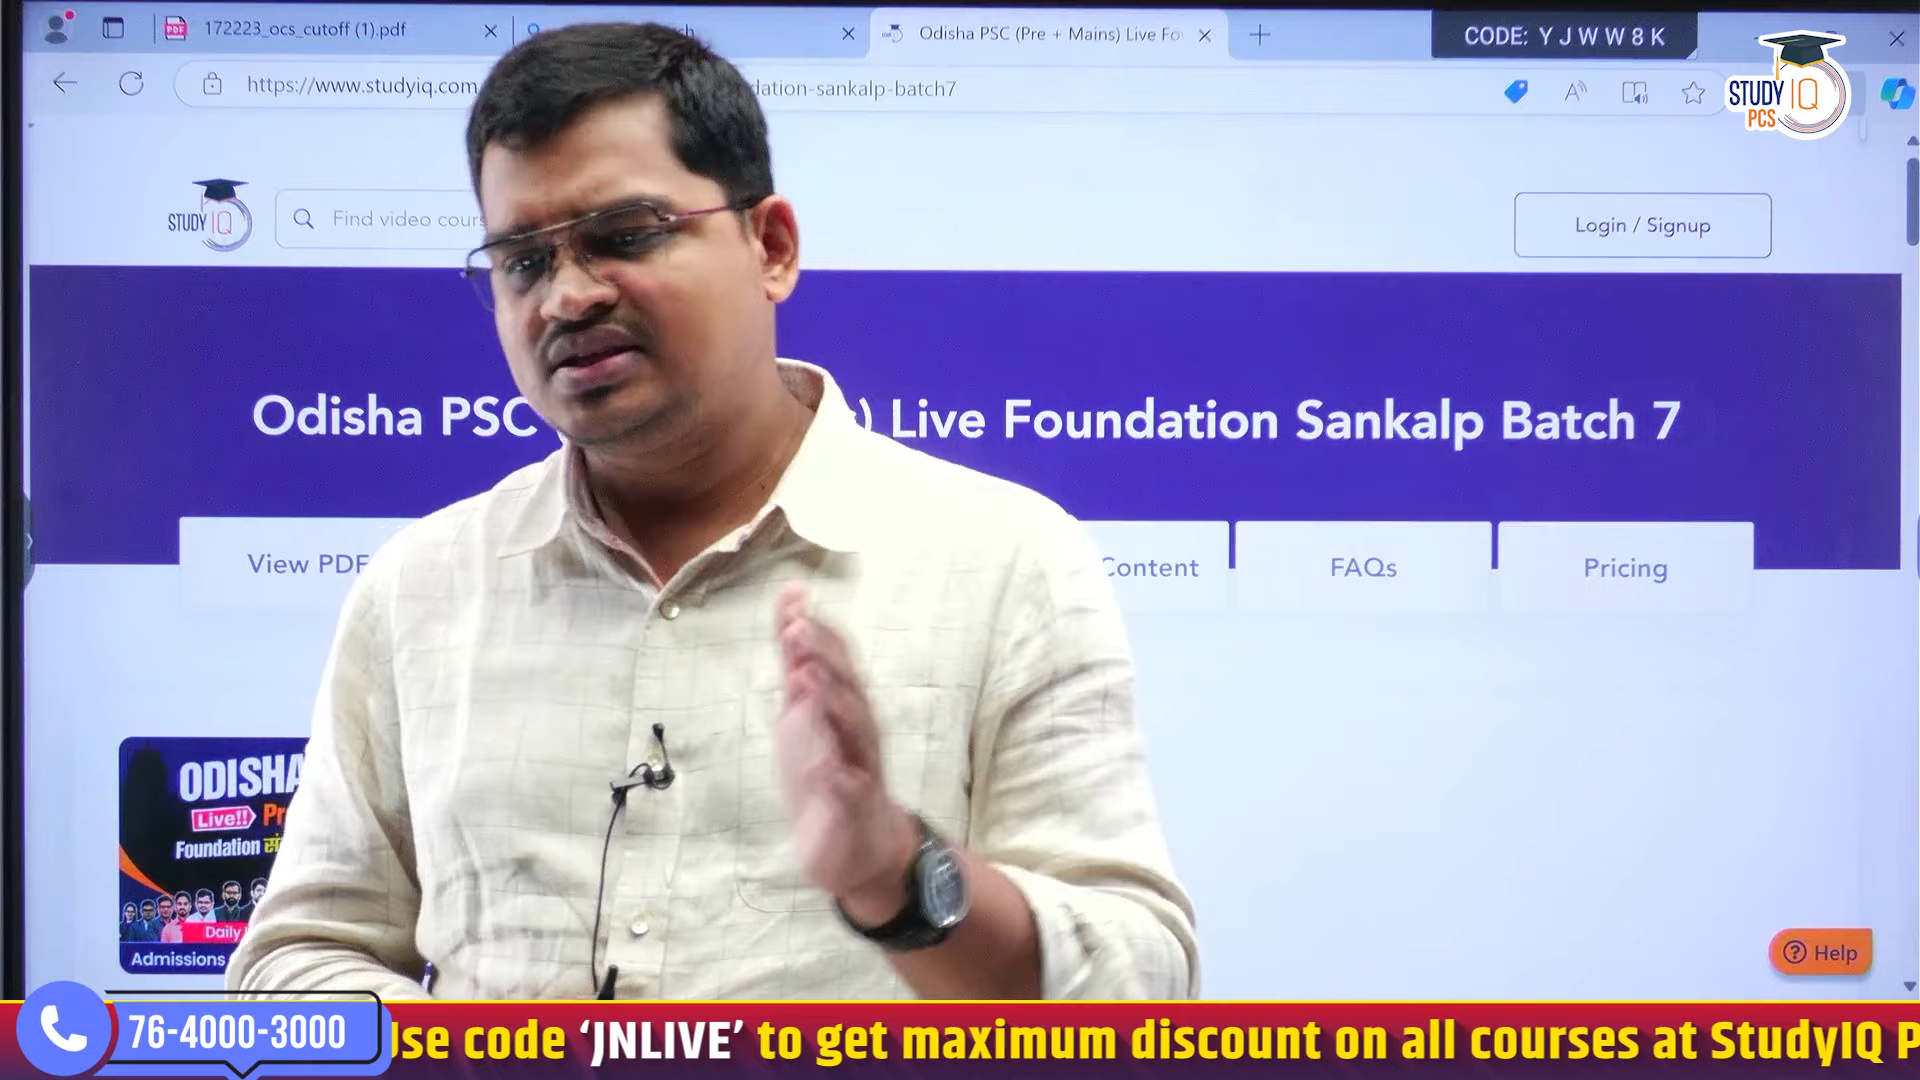 172223_ocs_cutoff (1).pdf
Odisha PSC (Pre + Mains) Live Fo
CODE: Y J W W 8 K
https://www.studyiq.com
dation-sankalp-batch7
STUDY IQ
PCS
STUDY IQ
Find video cours
Login / Signup
Odisha PSC
s) Live Foundation Sankalp Batch 7
View PDF
Content
FAQs
Pricing
ODISHA
Live!! Pr
Foundation सं
Daily
Admissions
Help
76-4000-3000
Use code ‘JNLIVE’ to get maximum discount on all courses at StudyIQ P